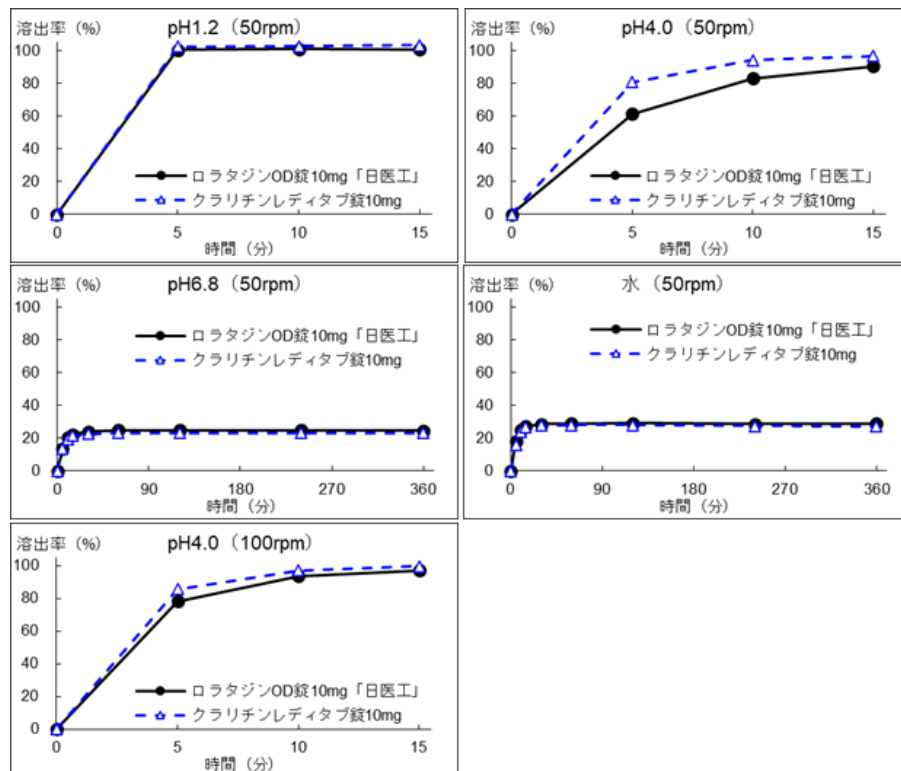 溶出率（%） pH1.2（50rpm）
100
80
60
40
20
0
ロラタジンOD錠10mg「日医工」
クラリチンレディタブ錠10mg
0 5 10 15
時間（分）
溶出率（%） pH4.0（50rpm）
100
80
60
40
20
0
ロラタジンOD錠10mg「日医工」
クラリチンレディタブ錠10mg
0 5 10 15
時間（分）
溶出率（%） pH6.8（50rpm）
100
80
60
40
20
0
ロラタジンOD錠10mg「日医工」
クラリチンレディタブ錠10mg
0 90 180 270 360
時間（分）
溶出率（%） 水（50rpm）
100
80
60
40
20
0
ロラタジンOD錠10mg「日医工」
クラリチンレディタブ錠10mg
0 90 180 270 360
時間（分）
溶出率（%） pH4.0（100rpm）
100
80
60
40
20
0
ロラタジンOD錠10mg「日医工」
クラリチンレディタブ錠10mg
0 5 10 15
時間（分）